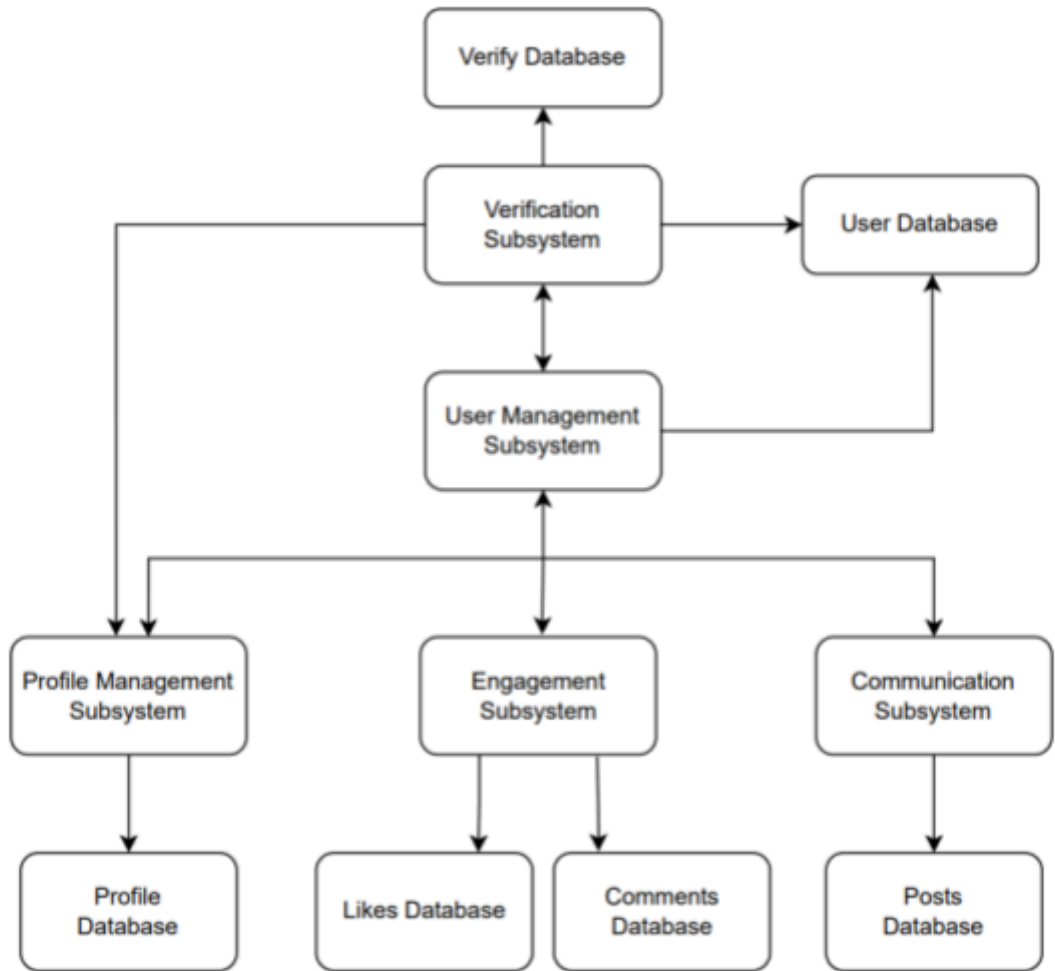 Verify Database
Verification
Subsystem
User Database
User Management
Subsystem
Profile Management
Subsystem
Engagement
Subsystem
Communication
Subsystem
Profile
Database
Likes Database
Comments
Database
Posts
Database